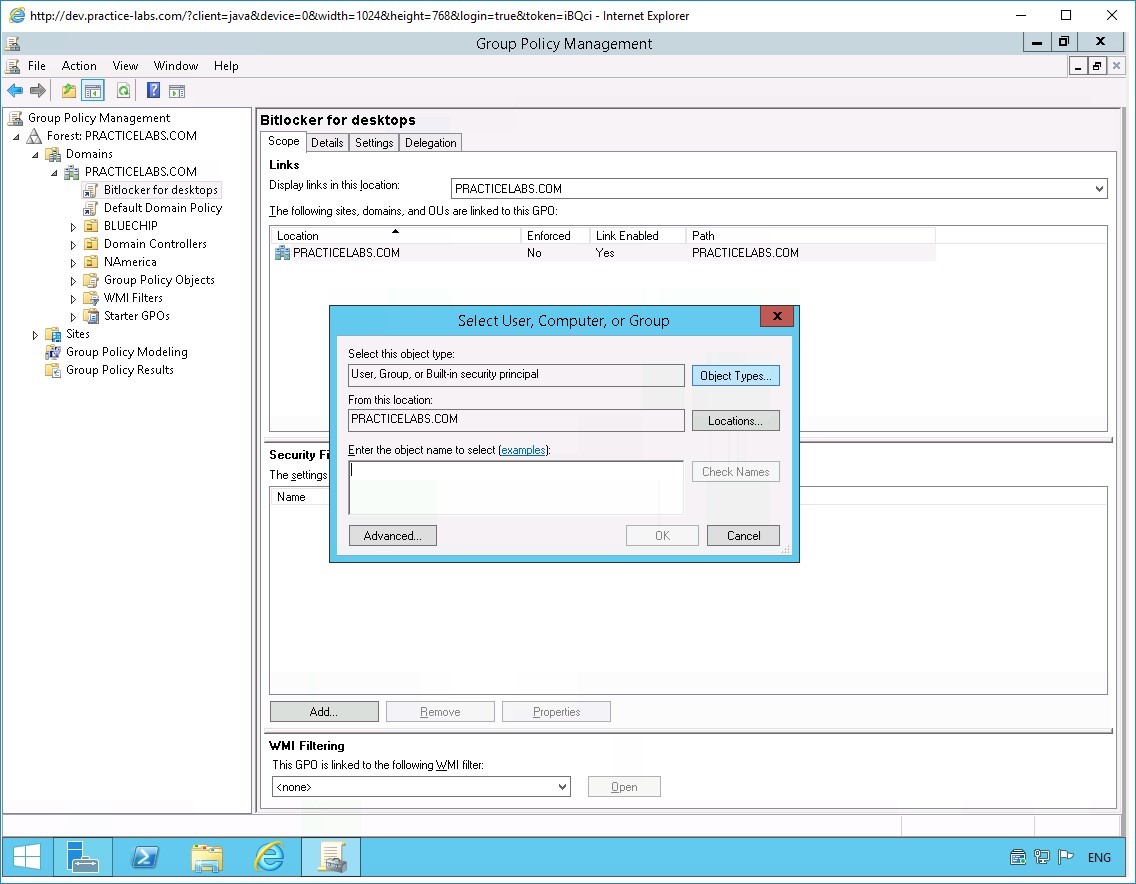 http://dev.practice-labs.com/?client=java&device=0&width=1024&height=768&login=true&token=iBQci - Internet Explorer
Group Policy Management
File Action View Window Help
Group Policy Management
Forest: PRACTICELABS.COM
Domains
PRACTICELABS.COM
Bitlocker for desktops
Default Domain Policy
BLUECHIP
Domain Controllers
NAmerica
Group Policy Objects
WMI Filters
Starter GPOs
Sites
Group Policy Modeling
Group Policy Results
Bitlocker for desktops
Scope Details Settings Delegation
Links
Display links in this location: PRACTICELABS.COM
The following sites, domains, and OUs are linked to this GPO:
Location Enforced Link Enabled Path
PRACTICELABS.COM No Yes PRACTICELABS.COM
Select User, Computer, or Group
Select this object type:
User, Group, or Built-in security principal Object Types...
From this location:
PRACTICELABS.COM Locations...
Enter the object name to select (examples):
Check Names
Advanced... OK Cancel
Security Fi
The settings
Name
Add... Remove Properties
WMI Filtering
This GPO is linked to the following WMI filter:
<none> Open
ENG